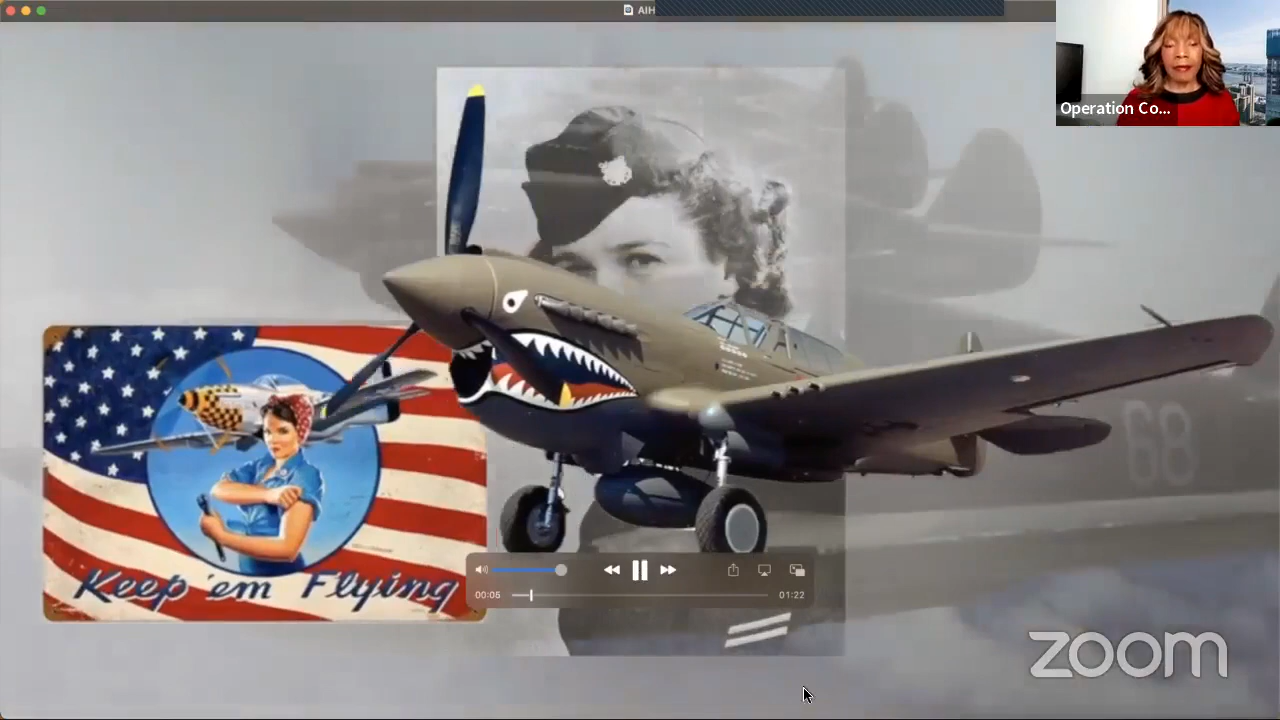 AIH
Operation Co...
68
Keep 'em Flying
00:05
01:22
zoom